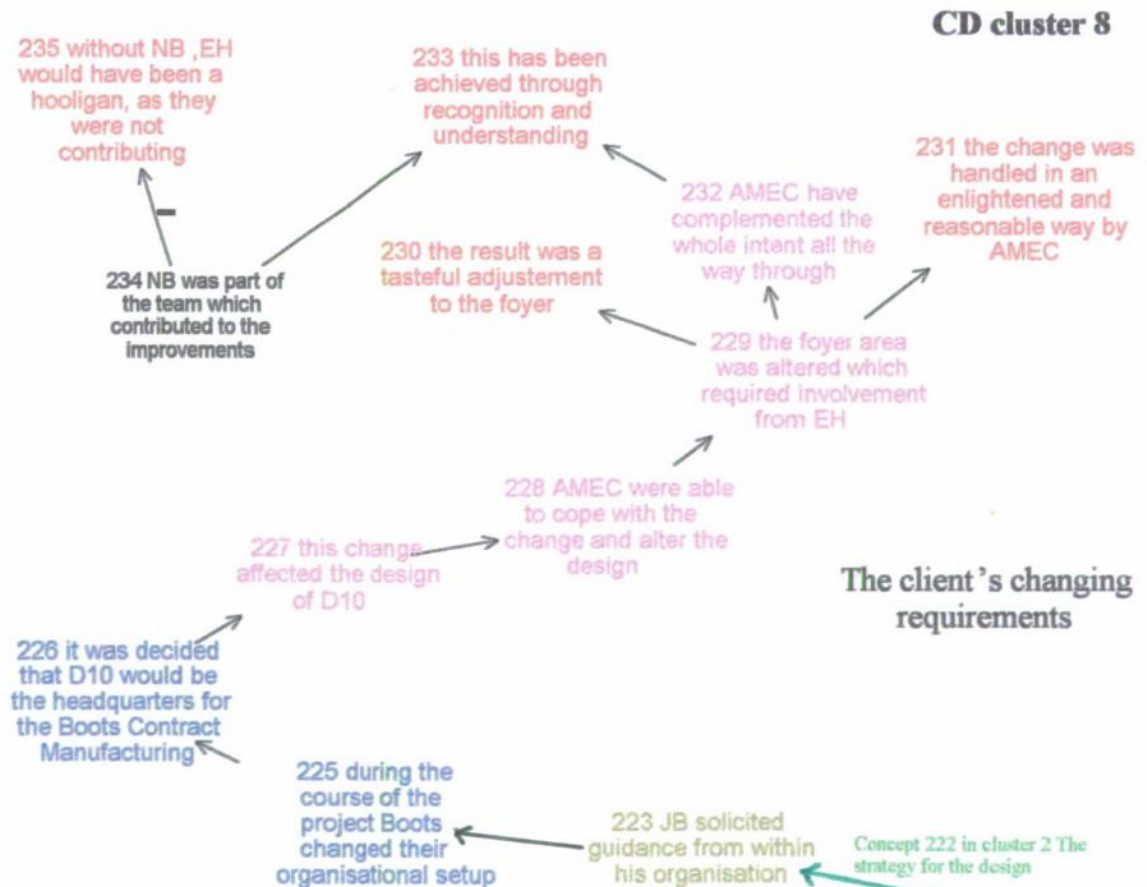 CD cluster 8
235 without NB ,EH
would have been a
hooligan, as they
were not
contributing
233 this has been
achieved through
recognition and
understanding
231 the change was
handled in an
enlightened and
reasonable way by
AMEC
232 AMEC have
complemented the
whole intent all the
way through
230 the result was a
tasteful adjustement
to the foyer
234 NB was part of
the team which
contributed to the
improvements
229 the foyer area
was altered which
required involvement
from EH
228 AMEC were able
to cope with the
change and alter the
design
227 this change
affected the design
of D10
The client's changing
requirements
226 it was decided
that D10 would be
the headquarters for
the Boots Contract
Manufacturing
225 during the
course of the
project Boots
changed their
organisational setup
223 JB solicited
guidance from within
his organisation
Concept 222 in cluster 2 The
strategy for the design